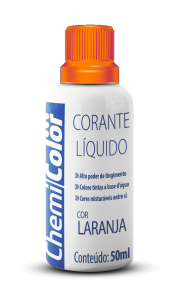 ChemiColor
CORANTE
LÍQUIDO
Alto poder de tingimento
Colore tintas a base d'água
Cores misturáveis entre si
COR
LARANJA
Conteúdo: 50ml